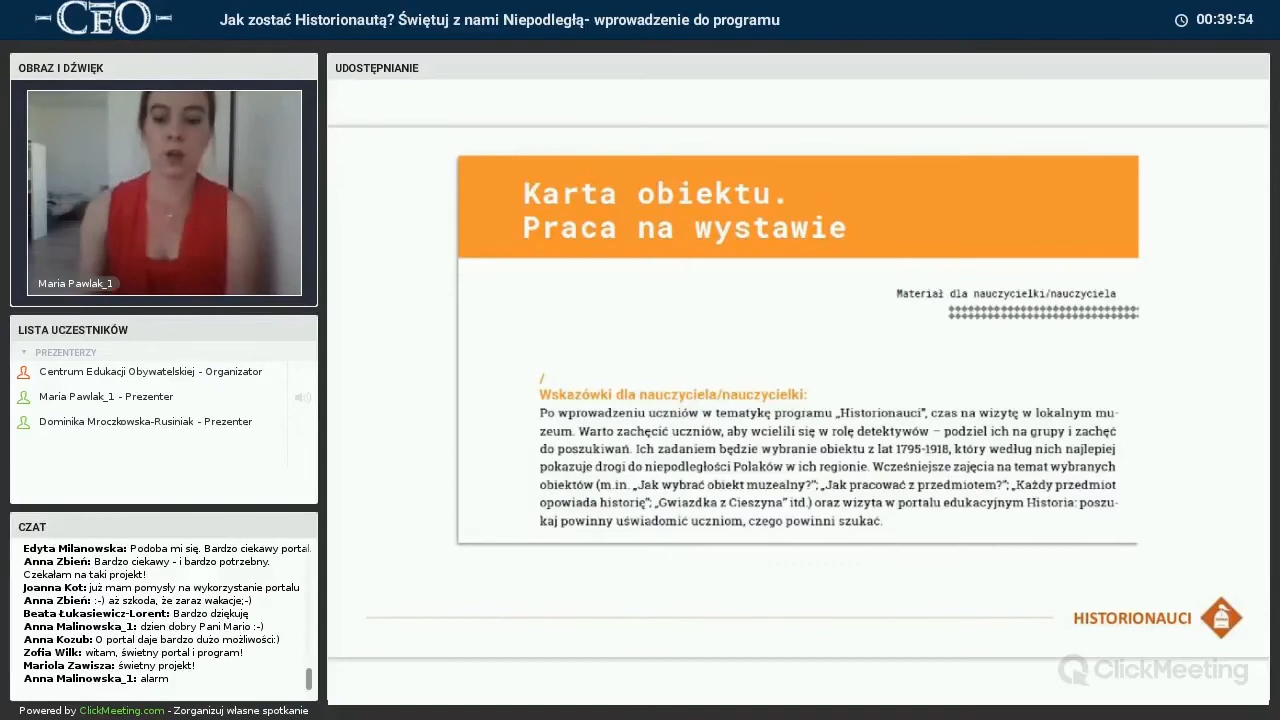 CEO
Jak zostać Historionautą? Świętuj z nami Niepodległą- wprowadzenie do programu
00:39:54
OBRAZ I DŹWIĘK
Maria Pawlak_1
LISTA UCZESTNIKÓW
PREZENTERZY
Centrum Edukacji Obywatelskiej - Organizator
Maria Pawlak_1 - Prezenter
Dominika Mroczkowska-Rusiniak - Prezenter
CZAT
Edyta Milanowska: Podoba mi się. Bardzo ciekawy portal.
Anna Zbień: Bardzo ciekawy - i bardzo potrzebny.
Czekałam na taki projekt!
Joanna Kot: już mam pomysły na wykorzystanie portalu
Anna Zbień: :-) aż szkoda, że zaraz wakacje;-)
Beata Łukasiewicz-Lorent: Bardzo dziękuję
Anna Malinowska_1: dzien dobry Pani Mario :-)
Anna Kozub: O portal daje bardzo dużo możliwości:)
Zofia Wilk: witam, świetny portal i program!
Mariola Zawisza: świetny projekt!
Anna Malinowska_1: alarm
Powered by ClickMeeting.com - Zorganizuj własne spotkanie
UDOSTĘPNIANIE
Karta obiektu.
Praca na wystawie
Materiał dla nauczycielki/nauczyciela
/
Wskazówki dla nauczyciela/nauczycielki:
Po wprowadzeniu uczniów w tematykę programu „Historionauci”, czas na wizytę w lokalnym mu-
zeum. Warto zachęcić uczniów, aby wcielili się w rolę detektywów – podziel ich na grupy i zachęć
do poszukiwań. Ich zadaniem będzie wybranie obiektu z lat 1795-1918, który według nich najlepiej
pokazuje drogi do niepodległości Polaków w ich regionie. Wcześniejsze zajęcia na temat wybranych
obiektów (m.in. „Jak wybrać obiekt muzealny?”; „Jak pracować z przedmiotem?”; „Każdy przedmiot
opowiada historię”; „Gwiazdka z Cieszyna” itd.) oraz wizyta w portalu edukacyjnym Historia: poszu-
kaj powinny uświadomić uczniom, czego powinni szukać.
HISTORIONAUCI
ClickMeeting